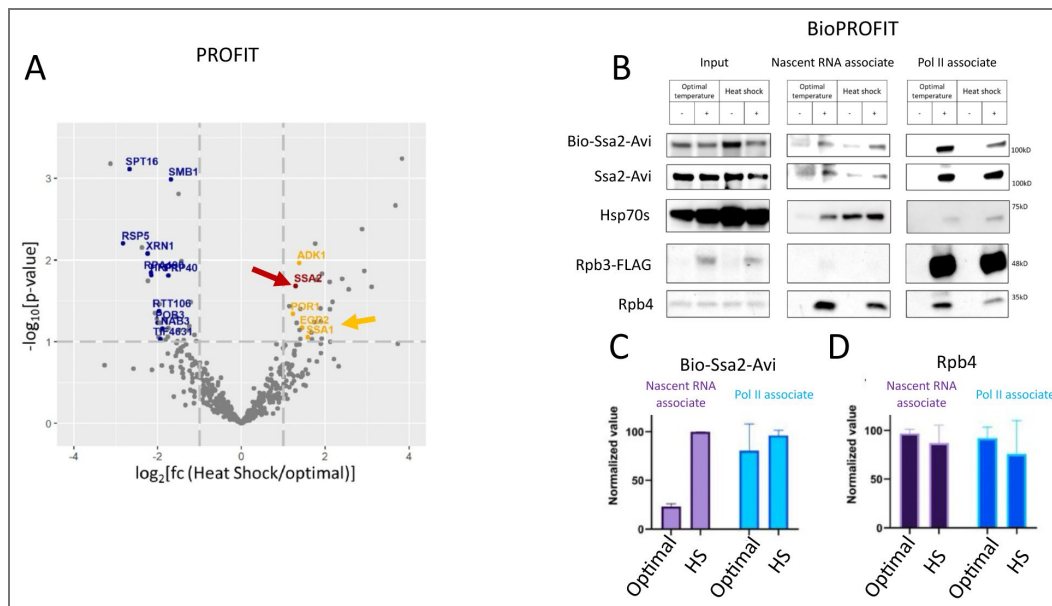 BioPROFIT
PROFIT
A
SPT16
SMB1
RSP5
XRN1
PRP40
RTT106
POB3
NAB3
TIF4631
ADK1
SSA2
POR1
EGD2
SSA1
3
2
1
0
-4
-2
0
2
4
-log10[p-value]
log2[fc (Heat Shock/optimal)]
B
Input
Nascent RNA associate
Pol II associate
Optimal temperature
Heat shock
Optimal temperature
Heat shock
Optimal temperature
Heat shock
- + - +
- + - +
- + - +
Bio-Ssa2-Avi
100kD
Ssa2-Avi
100kD
Hsp70s
75kD
Rpb3-FLAG
48kD
Rpb4
35kD
C
Bio-Ssa2-Avi
Nascent RNA associate
Pol II associate
Normalized value
100
50
0
Optimal
HS
Optimal
HS
D
Rpb4
Nascent RNA associate
Pol II associate
Normalized value
100
50
0
Optimal
HS
Optimal
HS